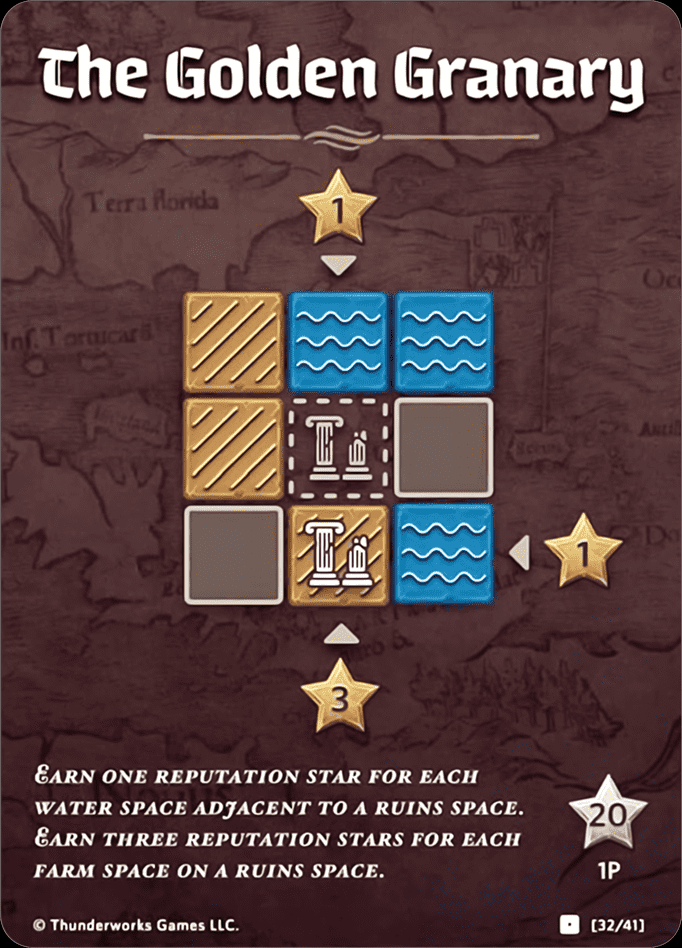 The Golden Granary
Terra florida
1
1
3
Earn one reputation star for each
water space adjacent to a ruins space.
Earn three reputation stars for each
farm space on a ruins space.
20
1P
© Thunderworks Games LLC.
[32/41]